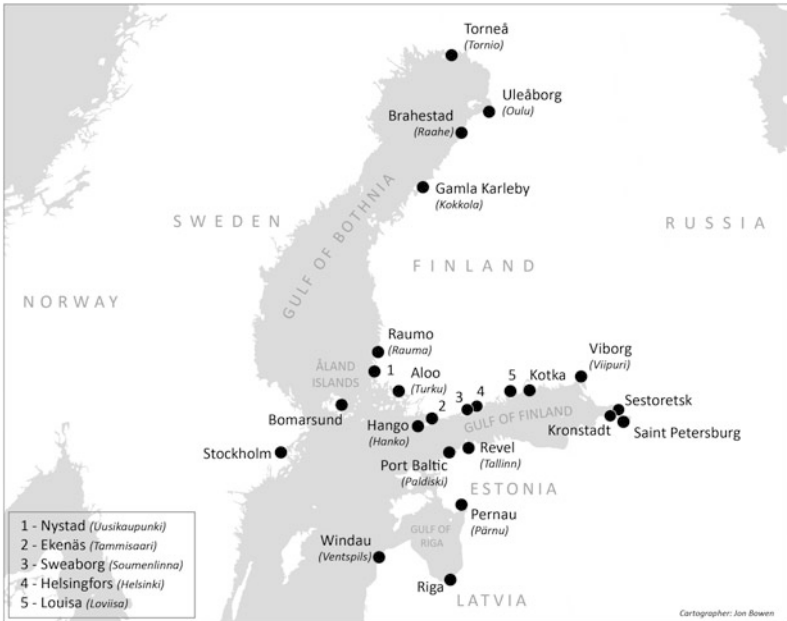 Torneå
(Tornio)
Uleåborg
(Oulu)
Brahestad
(Raahe)
Gamla Karleby
(Kokkola)
SWEDEN
RUSSIA
GULF OF BOTHNIA
FINLAND
NORWAY
Raumo
(Rauma)
Viborg
(Viipuri)
ÅLAND
ISLANDS
1
Aloo
(Turku)
5
Kotka
Sestoretsk
Bomarsund
2
3
4
Hango
(Hanko)
GULF OF FINLAND
Kronstadt
Saint Petersburg
Stockholm
Revel
(Tallinn)
Port Baltic
(Paldiski)
ESTONIA
Pernau
(Pärnu)
1 - Nystad (Uusikaupunki)
2 - Ekenäs (Tammisaari)
3 - Sweaborg (Soumenlinna)
4 - Helsingfors (Helsinki)
5 - Louisa (Loviisa)
Windau
(Ventspils)
GULF OF
RIGA
Riga
LATVIA
Cartographer: Jon Bowen